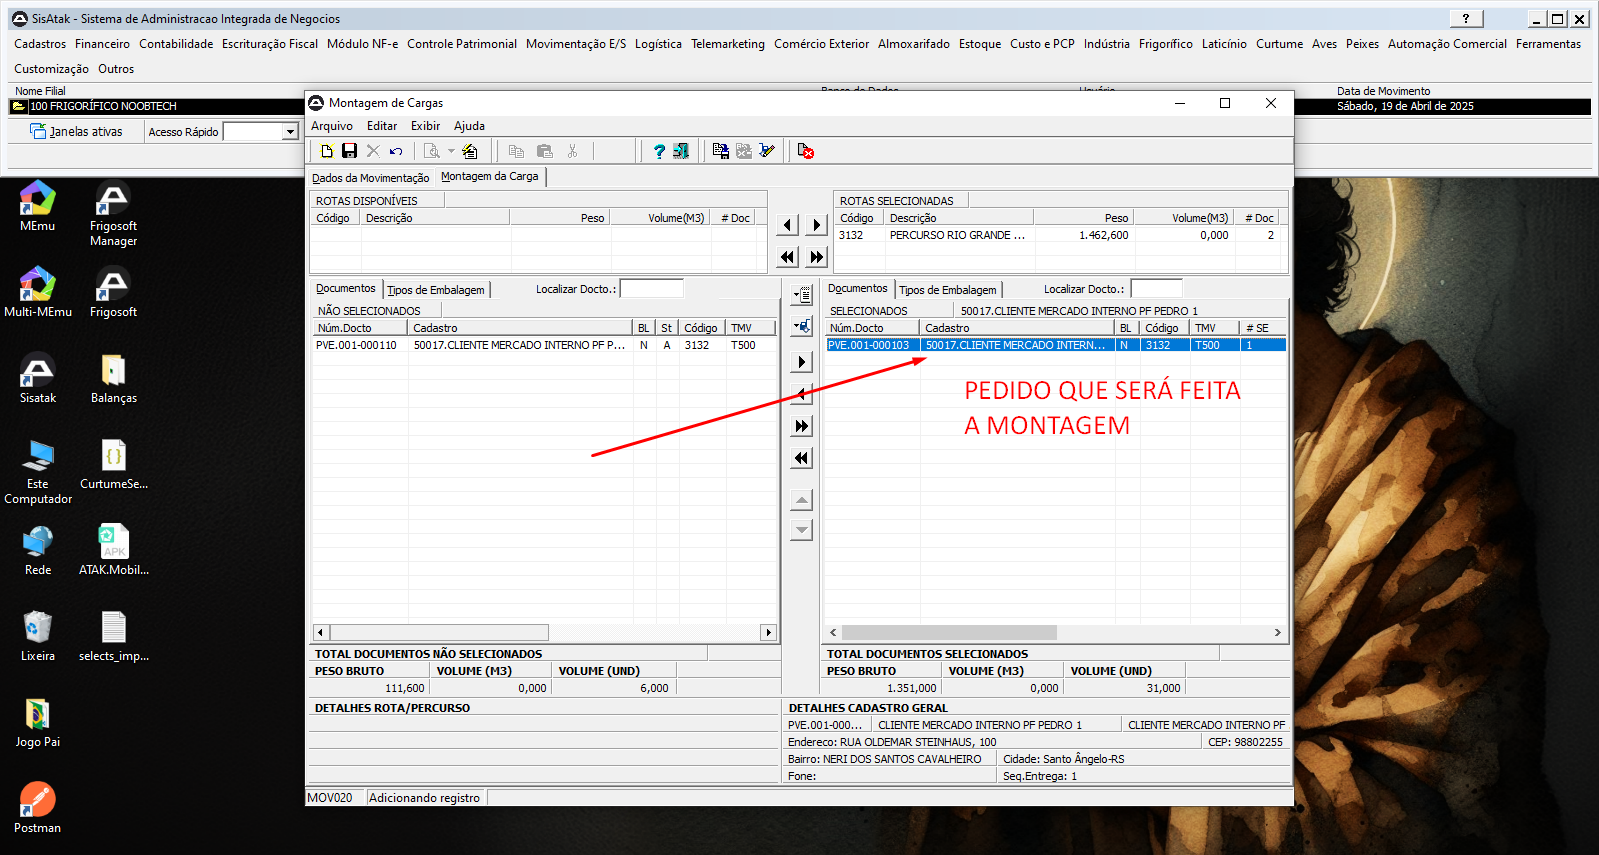 SisAtak - Sistema de Administracao Integrada de Negocios
?
Cadastros Financeiro Contabilidade Escrituração Fiscal Módulo NF-e Controle Patrimonial Movimentação E/S Logística Telemarketing Comércio Exterior Almoxarifado Estoque Custo e PCP Indústria Frigorífico Laticínio Curtume Aves Peixes Automação Comercial Ferramentas
Customização Outros
Nome Filial
Data de Movimento
100 FRIGORÍFICO NOOBTECH
Sábado, 19 de Abril de 2025
Janelas ativas
Acesso Rápido
Montagem de Cargas
Arquivo Editar Exibir Ajuda
Dados da Movimentação
Montagem da Carga
ROTAS DISPONÍVEIS
Código Descrição Peso Volume(M3) # Doc
ROTAS SELECIONADAS
Código Descrição Peso Volume(M3) # Doc
3132 PERCURSO RIO GRANDE ... 1.462,600 0,000 2
Documentos
Tipos de Embalagem
Localizar Docto.:
NÃO SELECIONADOS
Núm.Docto Cadastro BL St Código TMV
PVE.001-000110 50017.CLIENTE MERCADO INTERNO PF P... N A 3132 T500
Documentos
Tipos de Embalagem
Localizar Docto.:
SELECIONADOS
50017.CLIENTE MERCADO INTERNO PF PEDRO 1
Núm.Docto Cadastro BL Código TMV # SE
PVE.001-000103 50017.CLIENTE MERCADO INTERN... N 3132 T500 1
PEDIDO QUE SERÁ FEITA
A MONTAGEM
TOTAL DOCUMENTOS NÃO SELECIONADOS
PESO BRUTO VOLUME (M3) VOLUME (UND)
111,600 0,000 6,000
TOTAL DOCUMENTOS SELECIONADOS
PESO BRUTO VOLUME (M3) VOLUME (UND)
1.351,000 0,000 31,000
DETALHES ROTA/PERCURSO
DETALHES CADASTRO GERAL
PVE.001-000... CLIENTE MERCADO INTERNO PF PEDRO 1 CLIENTE MERCADO INTERNO PF
Endereco: RUA OLDEMAR STEINHAUS, 100 CEP: 98802255
Bairro: NERI DOS SANTOS CAVALHEIRO Cidade: Santo Ângelo-RS
Fone: Seq.Entrega: 1
MOV020 Adicionando registro
MEmu
Frigosoft
Manager
Multi-MEmu
Frigosoft
Sisatak
Balanças
Este
Computador
CurtumeSe...
Rede
APK
ATAK.Mobil...
Lixeira
selects_imp...
Jogo Pai
Postman